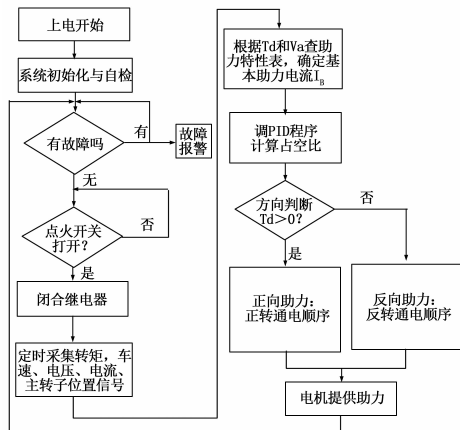 上电开始
系统初始化与自检
有故障吗
有
故障
报警
无
点火开关
打开?
否
是
闭合继电器
定时采集转矩,车
速、电压、电流、
主转子位置信号
根据Td和Va查助
力特性表,确定基
本助力电流I_B
调PID程序
计算占空比
方向判断
Td>0?
否
是
正向助力:
正转通电顺序
反向助力:
反转通电顺序
电机提供助力